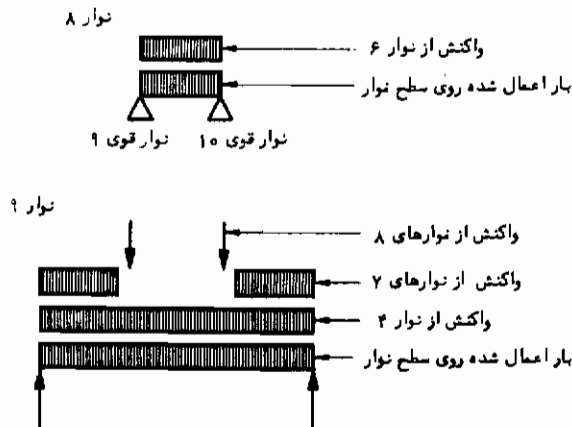 نوار ۸
واکنش از نوار ۶
بار اعمال شده روی سطح نوار
نوار قوی ۱۰
نوار قوی ۹
نوار ۹
واکنش از نوارهای ۸
واکنش از نوارهای ۷
واکنش از نوار ۴
بار اعمال شده روی سطح نوار